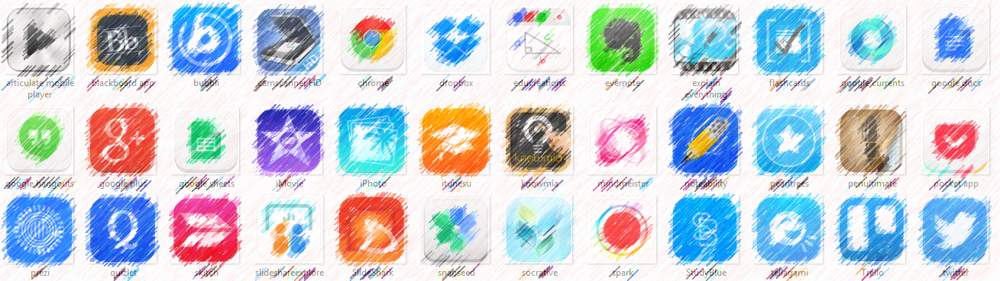 articulate mobile player
blackboard app
bubbli
camscanner HD
chrome
dropbox
educreations
evernote
explain everything
flashcards
google currents
google docs
google hangouts
google plus
google sheets
iMovie
iPhoto
itunesu
knowmia
mindmeister
noteability
pearltrees
penultimate
pocket app
prezi
quizlet
skitch
slideshareexplore
SlideShark
snapseed
socrative
spark
StudyBlue
tellagami
Trello
twitter